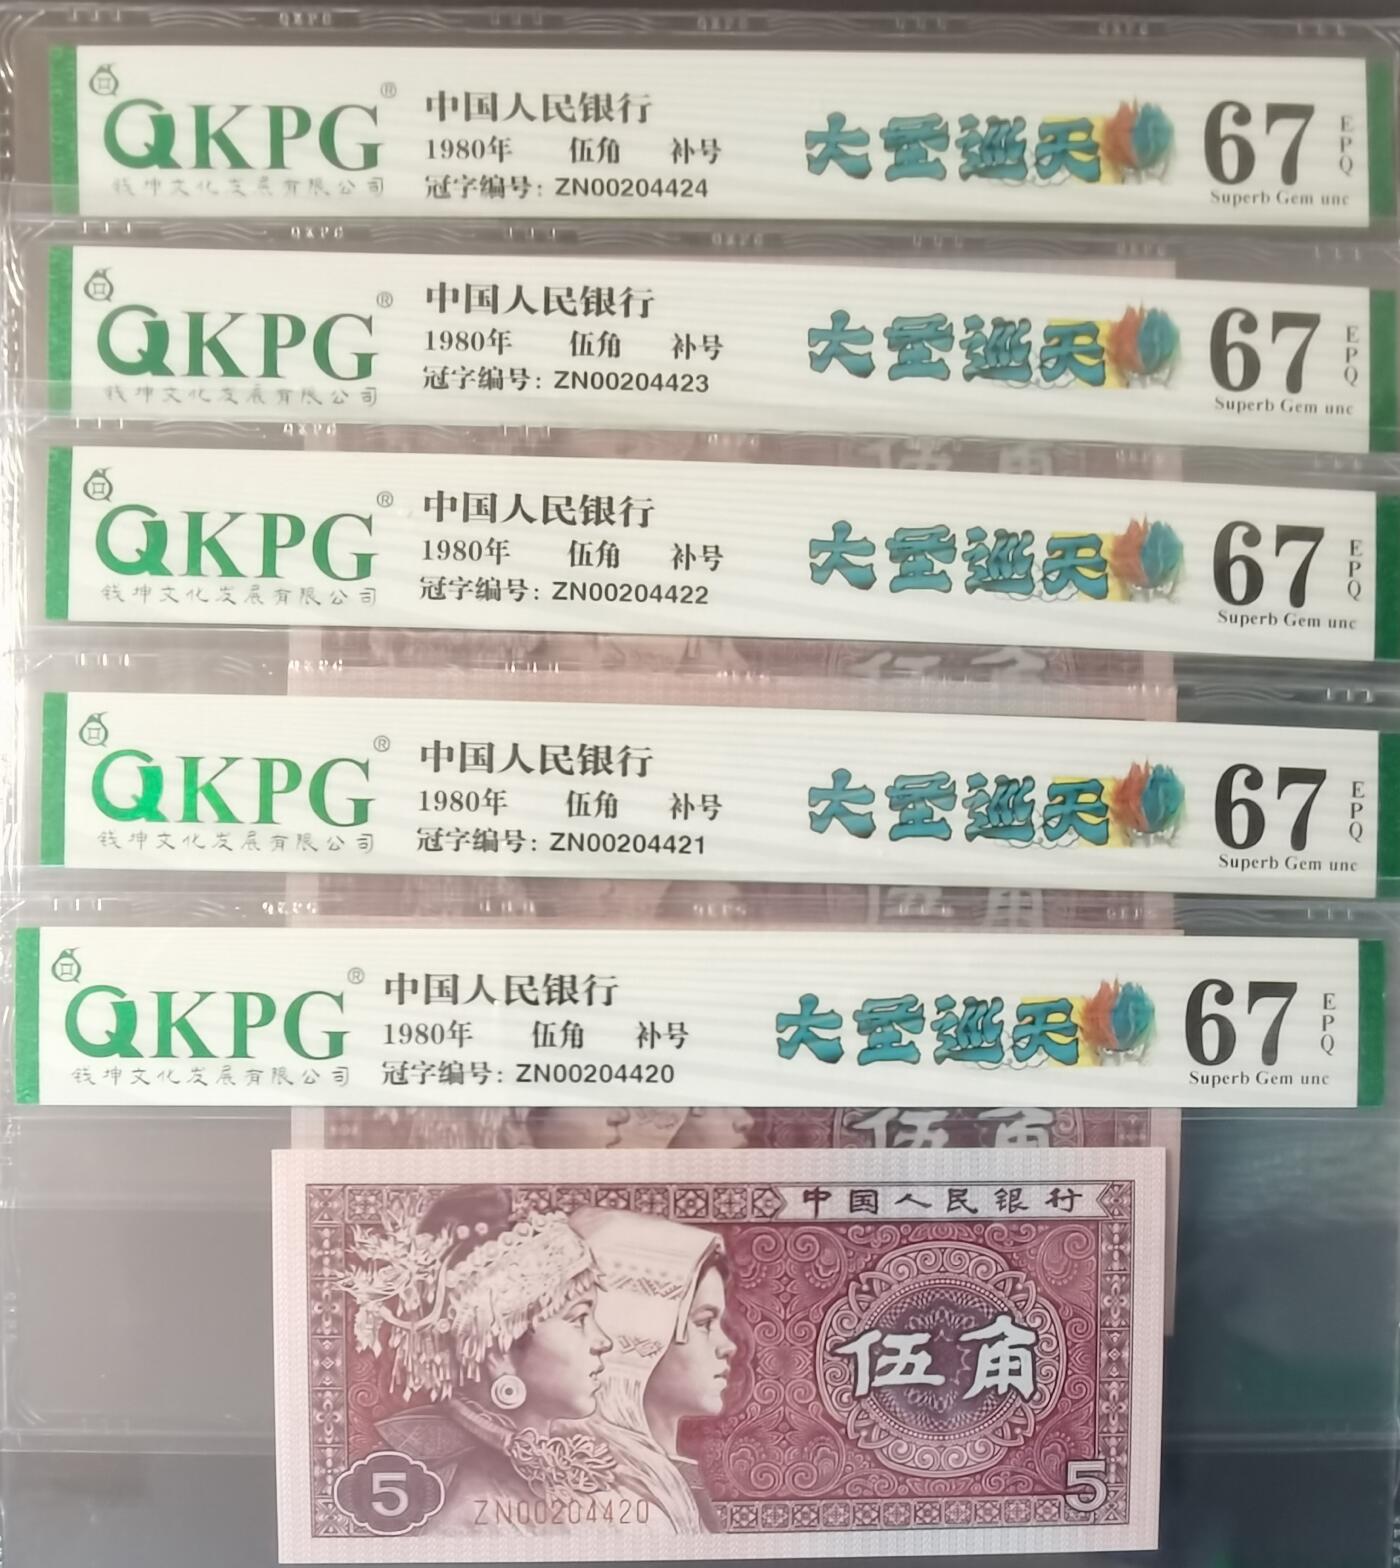 QKPG®
钱坤文化发展有限公司
中国人民银行
1980年 伍角 补号
冠字编号: ZN00204424
大圣巡天
67 EPQ
Superb Gem unc
QKPG®
钱坤文化发展有限公司
中国人民银行
1980年 伍角 补号
冠字编号: ZN00204423
大圣巡天
67 EPQ
Superb Gem unc
伍角
QKPG®
钱坤文化发展有限公司
中国人民银行
1980年 伍角 补号
冠字编号: ZN00204422
大圣巡天
67 EPQ
Superb Gem unc
伍角
QKPG®
钱坤文化发展有限公司
中国人民银行
1980年 伍角 补号
冠字编号: ZN00204421
大圣巡天
67 EPQ
Superb Gem unc
伍角
QKPG®
钱坤文化发展有限公司
中国人民银行
1980年 伍角 补号
冠字编号: ZN00204420
大圣巡天
67 EPQ
Superb Gem unc
伍角
中国人民银行
伍角
5
ZN00204420
5